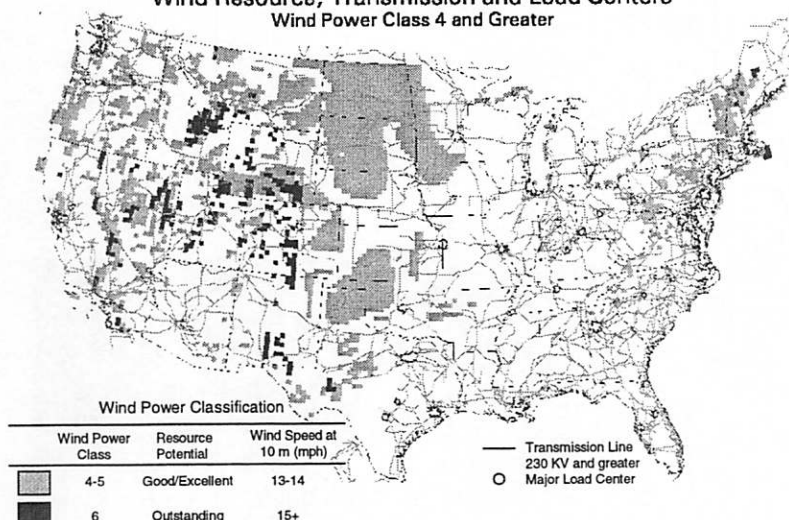 Wind Resource, Transmission and Load Centers
Wind Power Class 4 and Greater
Wind Power Classification
Wind Power Class Resource Potential Wind Speed at 10 m (mph)
4-5 Good/Excellent 13-14
6 Outstanding 15+
Transmission Line
230 KV and greater
Major Load Center